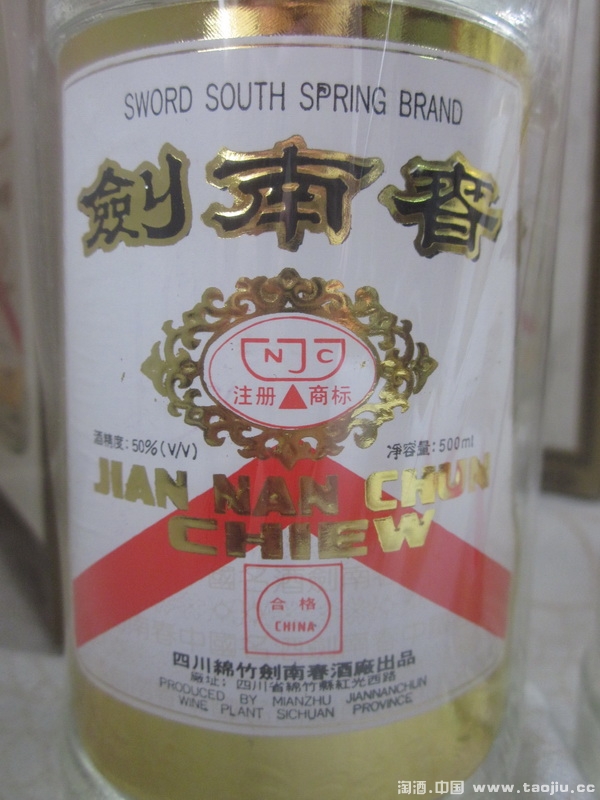 SWORD SOUTH SPRING BRAND
劍南春
NJC
注册 商标
酒精度：50%(V/V)
净容量：500ml
JIAN NAN CHUN
CHIEW
合格
CHINA
四川綿竹劍南春酒廠出品
廠址：四川省綿竹縣紅光西路
PRODUCED BY MIANZHU JIANNANCHUN
WINE PLANT SICHUAN PROVINCE
淘酒.中国 www.taojiu.cc